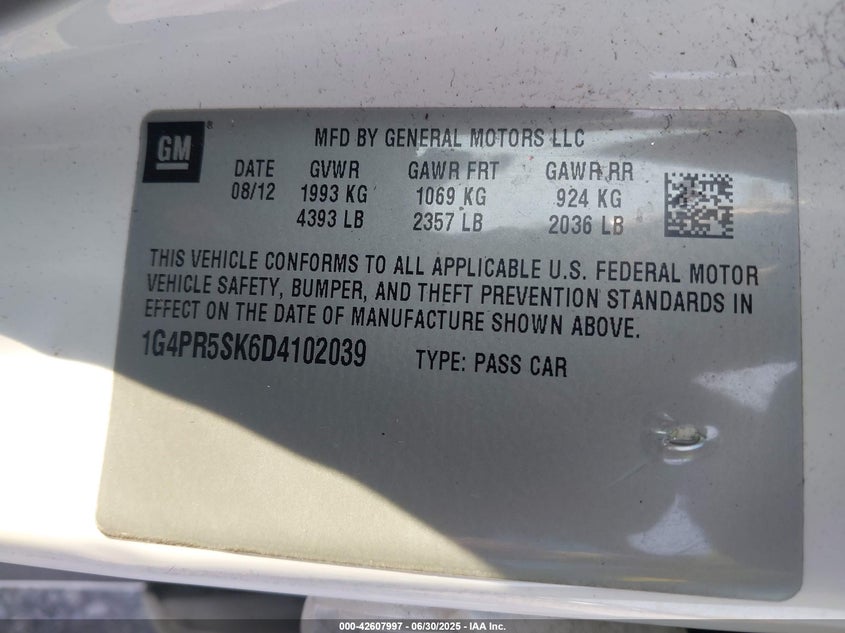 GM®
MFD BY GENERAL MOTORS LLC
DATE GVWR GAWR FRT GAWR RR
08/12 1993 KG 1069 KG 924 KG
4393 LB 2357 LB 2036 LB
THIS VEHICLE CONFORMS TO ALL APPLICABLE U.S. FEDERAL MOTOR
VEHICLE SAFETY, BUMPER, AND THEFT PREVENTION STANDARDS IN
EFFECT ON THE DATE OF MANUFACTURE SHOWN ABOVE.
1G4PR5SK6D4102039 TYPE: PASS CAR
000-42607997 - 06/30/2025 - IAA Inc.